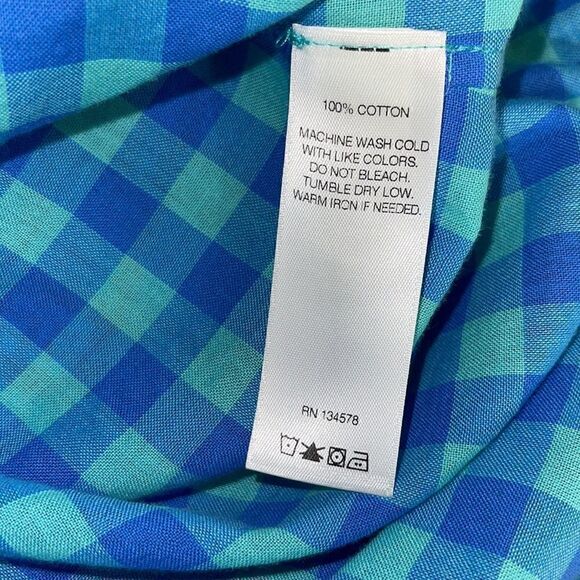 100% COTTON
MACHINE WASH COLD
WITH LIKE COLORS.
DO NOT BLEACH.
TUMBLE DRY LOW.
WARM IRON IF NEEDED.
RN 134578